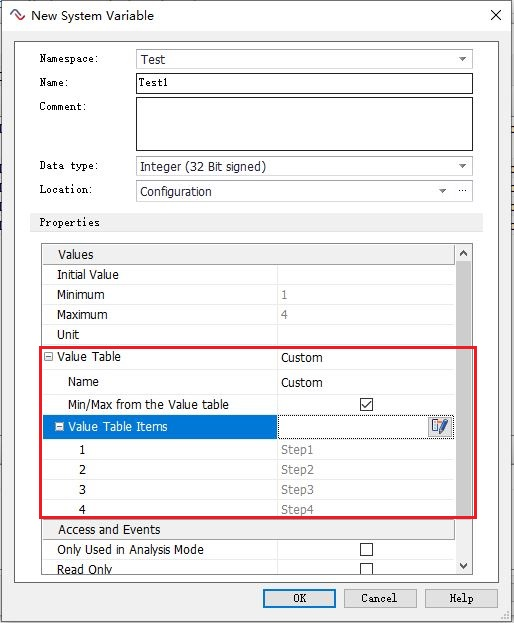 New System Variable
Namespace: Test
Name: Test1
Comment:
Data type: Integer (32 Bit signed)
Location: Configuration ...
Properties
Values
Initial Value
Minimum 1
Maximum 4
Unit
Value Table Custom
Name Custom
Min/Max from the Value table
Value Table Items
1 Step1
2 Step2
3 Step3
4 Step4
Access and Events
Only Used in Analysis Mode
Read Only
OK Cancel Help